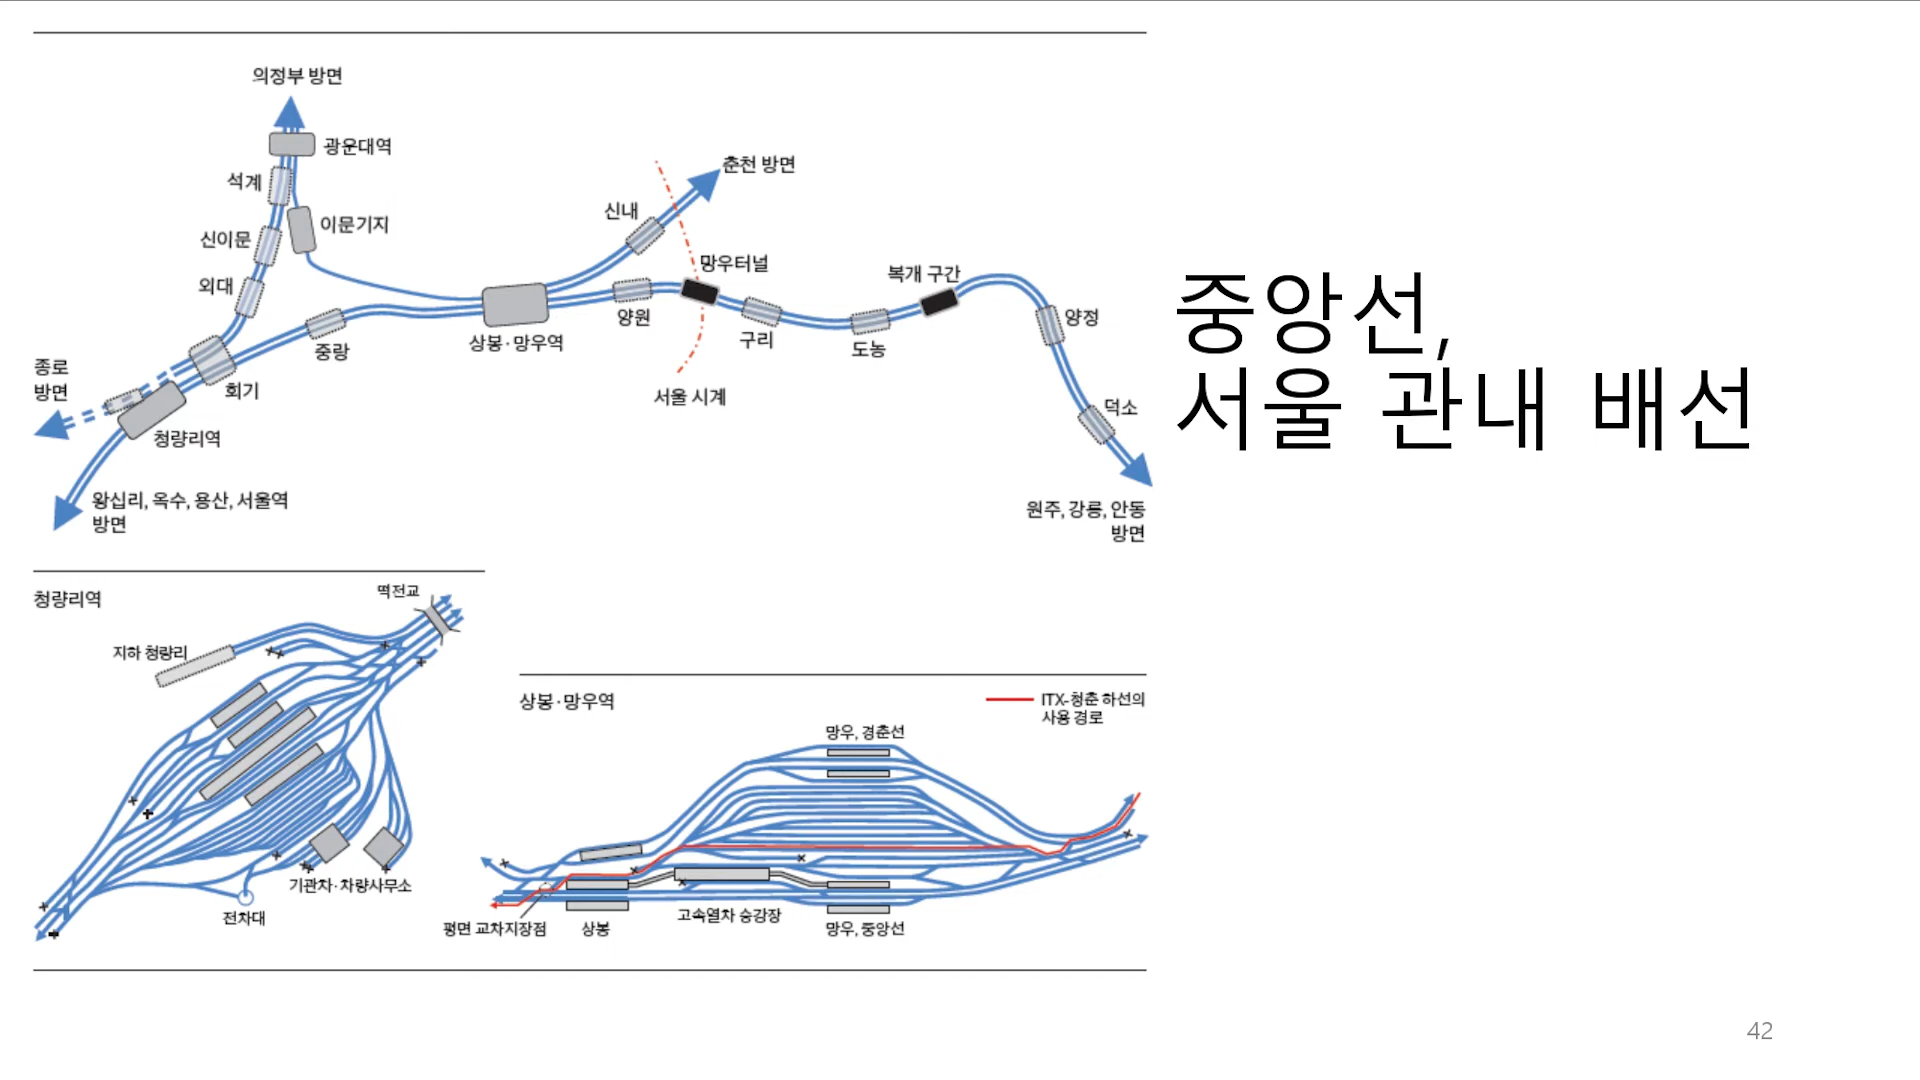 의정부 방면
광운대역
석계
이문기지
신이문
외대
춘천 방면
신내
망우터널
복개 구간
양원
양정
구리
도농
상봉·망우역
중랑
종로
방면
회기
서울 시계
덕소
청량리역
왕십리, 옥수, 용산, 서울역
방면
원주, 강릉, 안동
방면
중앙선,
서울 관내 배선
청량리역
떡전교
지하 청량리
기관차·차량사무소
전차대
상봉·망우역
ITX-청춘 하선의
사용 경로
망우, 경춘선
평면 교차지장점
상봉
고속열차 승강장
망우, 중앙선
42